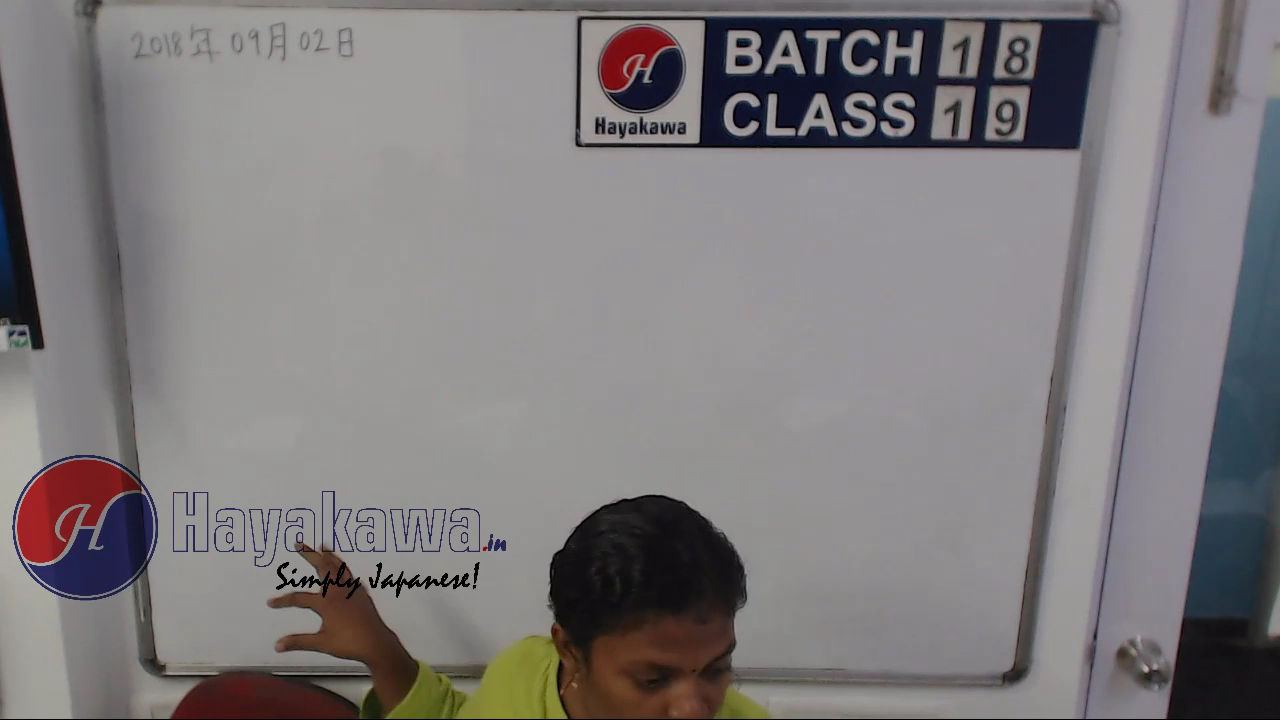 2018年 09月 02日
BATCH 18
CLASS 19
Hayakawa
H
H
Hayakawa.in
Simply Japanese!